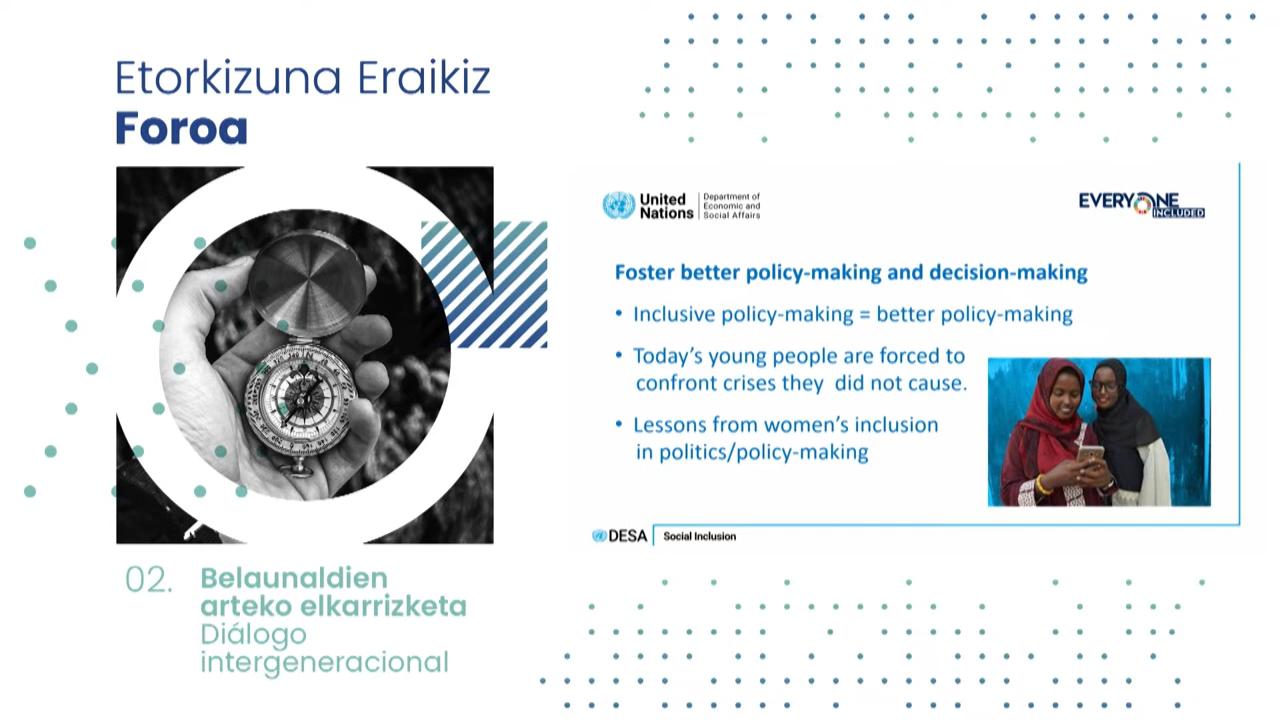 Etorkizuna Eraikiz
Foroa
02.
Belaunaldien
arteko elkarrizketa
Diálogo
intergeneracional
United
Nations
Department of
Economic and
Social Affairs
EVERYONE
INCLUDED
Foster better policy-making and decision-making
• Inclusive policy-making = better policy-making
• Today's young people are forced to
confront crises they did not cause.
• Lessons from women's inclusion
in politics/policy-making
DESA
Social Inclusion